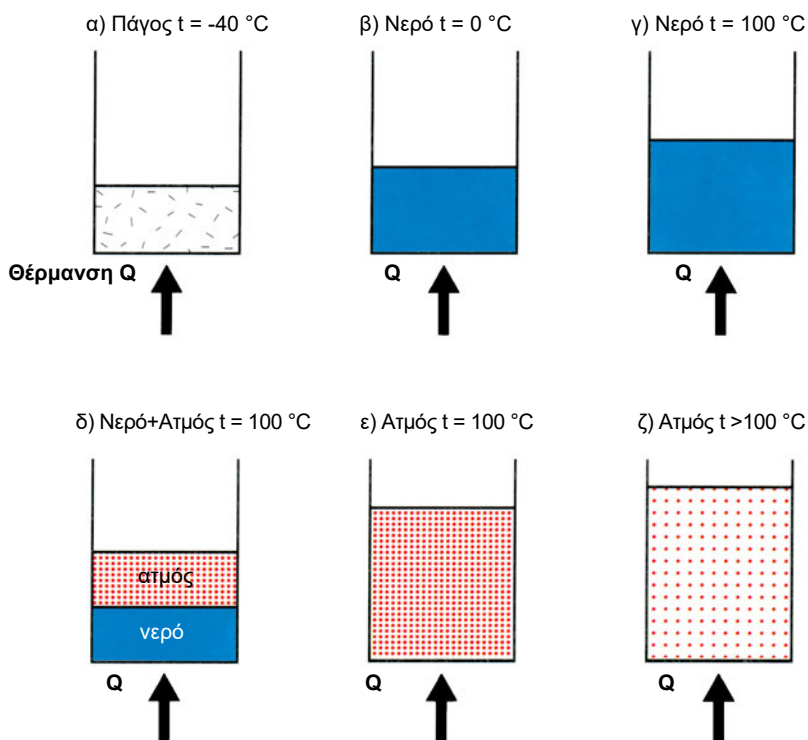 α) Πάγος t = -40 °C
β) Νερό t = 0 °C
γ) Νερό t = 100 °C
Θέρμανση Q
Q
Q
δ) Νερό+Ατμός t = 100 °C
ε) Ατμός t = 100 °C
ζ) Ατμός t >100 °C
ατμός
νερό
Q
Q
Q